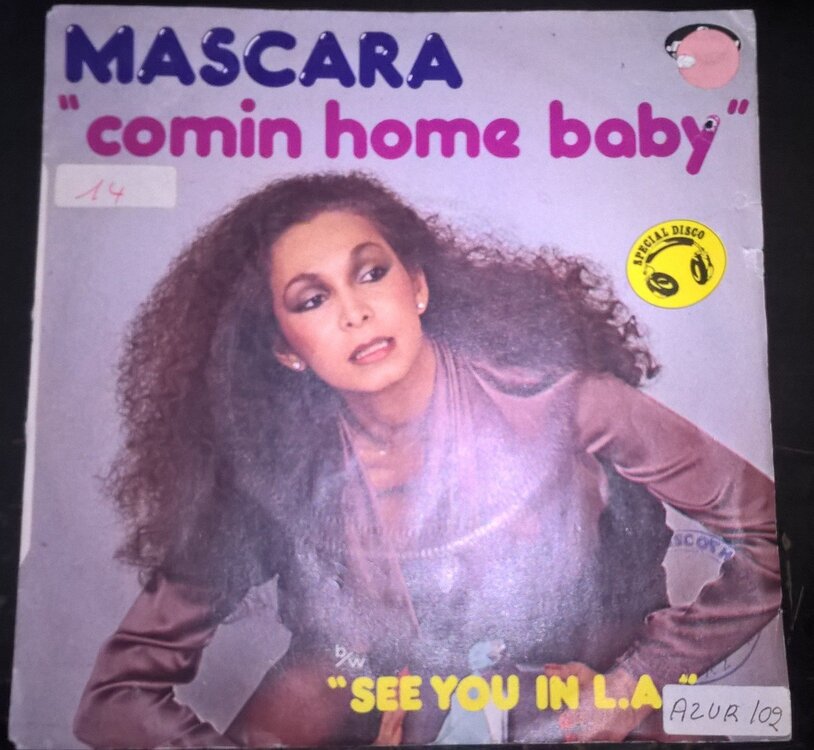 MASCARA
"comin home baby"
14
SPECIAL DISCO
b/w
"SEE YOU IN L.A."
AZUR 109